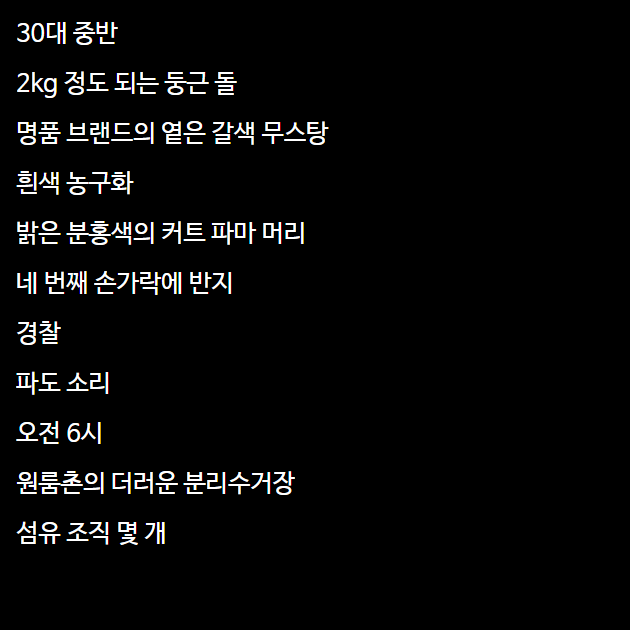 30대 중반
2kg 정도 되는 둥근 돌
명품 브랜드의 옅은 갈색 무스탕
흰색 농구화
밝은 분홍색의 커트 파마 머리
네 번째 손가락에 반지
경찰
파도 소리
오전 6시
원룸촌의 더러운 분리수거장
섬유 조직 몇 개